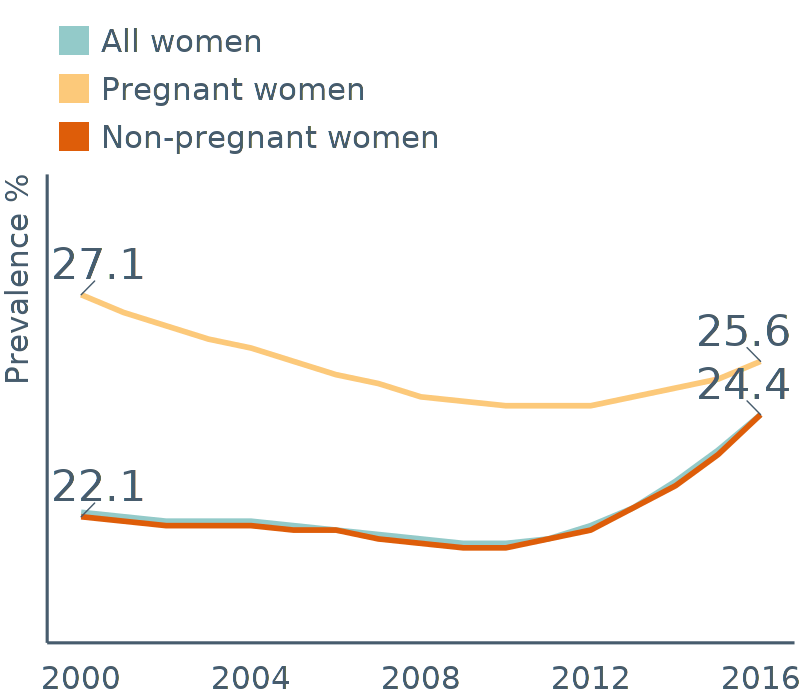 All women
Pregnant women
Non-pregnant women
Prevalence %
27.1
25.6
24.4
22.1
2000 2004 2008 2012 2016